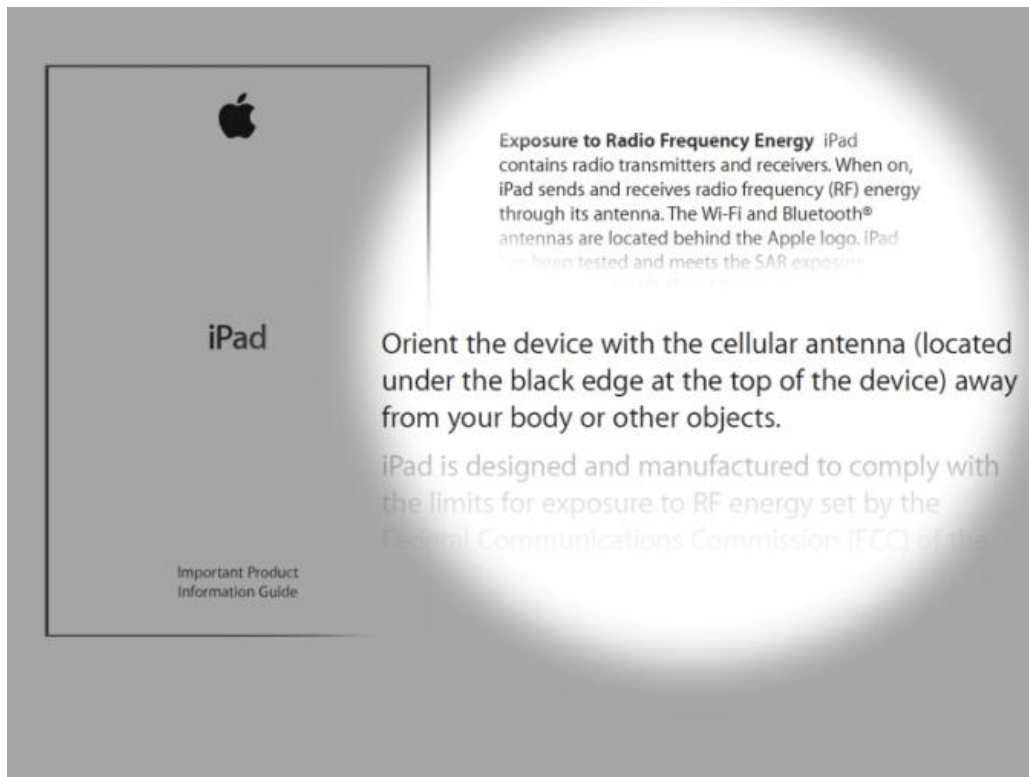 iPad
Important Product
Information Guide
Exposure to Radio Frequency Energy iPad
contains radio transmitters and receivers. When on,
iPad sends and receives radio frequency (RF) energy
through its antenna. The Wi-Fi and Bluetooth®
antennas are located behind the Apple logo. iPad
has been tested and meets the SAR exposure
Orient the device with the cellular antenna (located
under the black edge at the top of the device) away
from your body or other objects.
iPad is designed and manufactured to comply with
the limits for exposure to RF energy set by the
Federal Communications Commission (FCC) of the